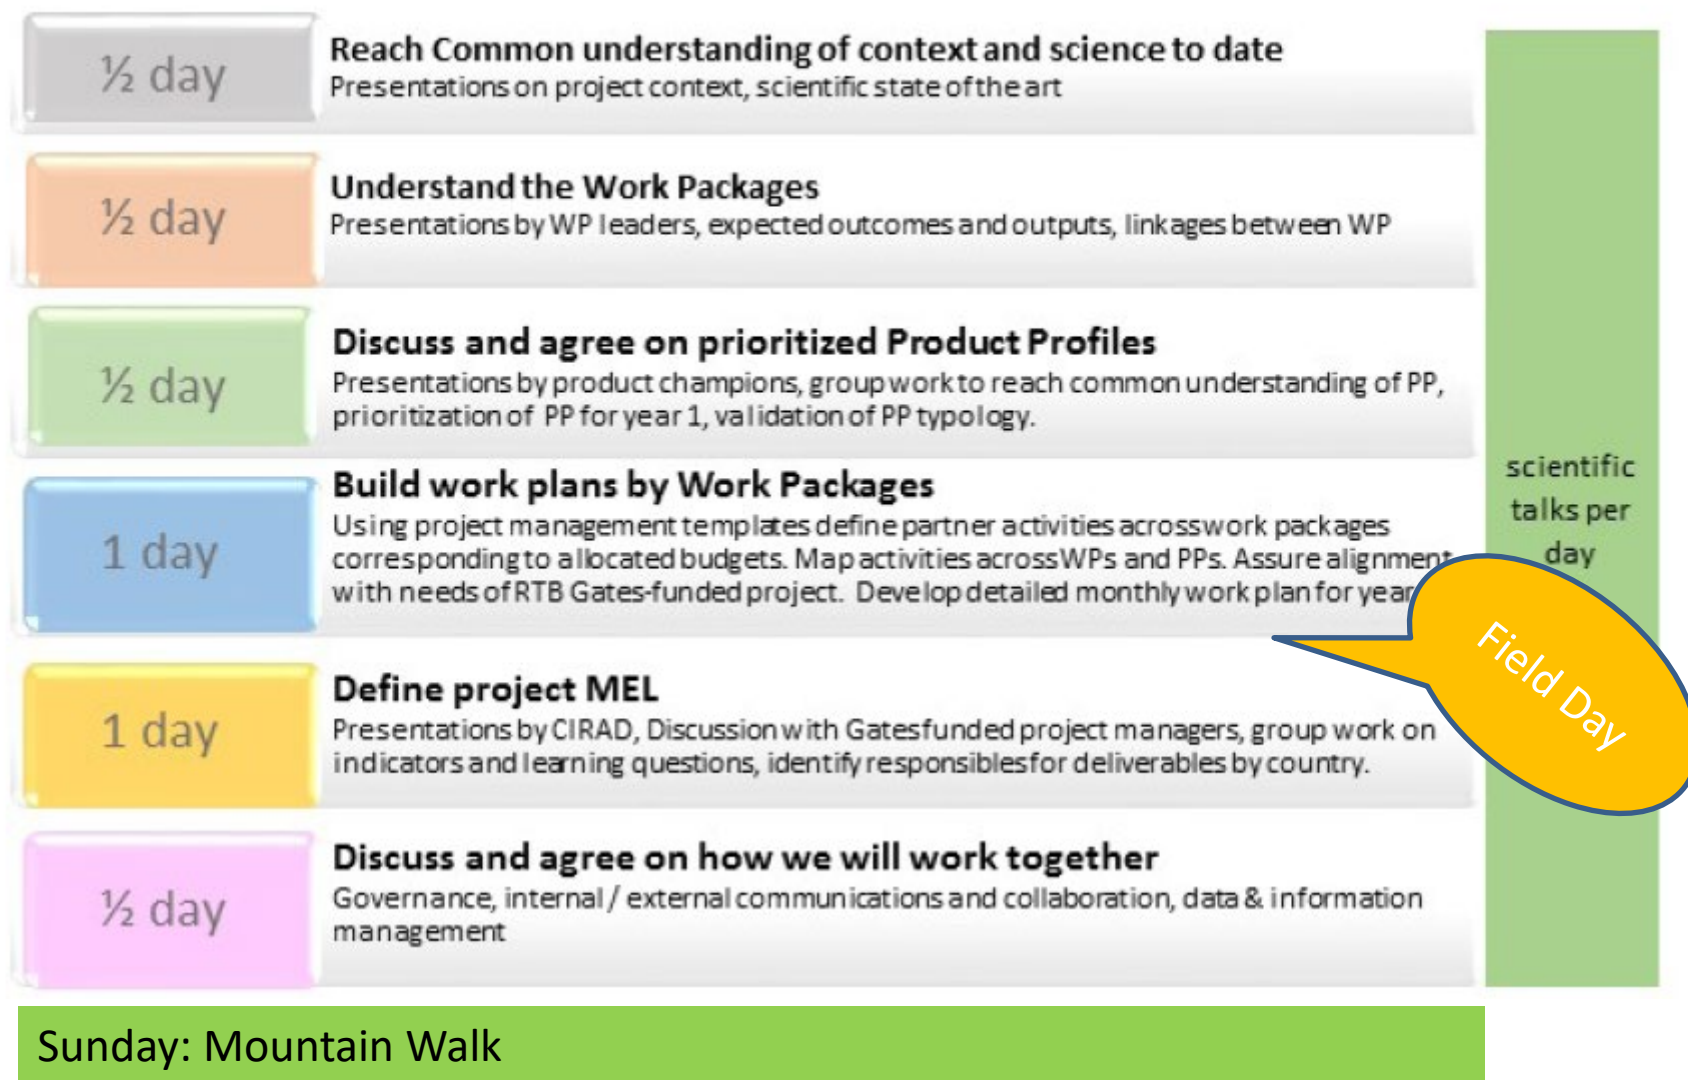 ½ day
Reach Common understanding of context and science to date
Presentations on project context, scientific state of the art
½ day
Understand the Work Packages
Presentations by WP leaders, expected outcomes and outputs, linkages between WP
½ day
Discuss and agree on prioritized Product Profiles
Presentations by product champions, group work to reach common understanding of PP,
prioritization of PP for year 1, validation of PP typology.
1 day
Build work plans by Work Packages
Using project management templates define partner activities across work packages
corresponding to allocated budgets. Map activities across WPs and PPs. Assure alignment
with needs of RTB Gates-funded project. Develop detailed monthly work plan for year
1 day
Define project MEL
Presentations by CIRAD, Discussion with Gates funded project managers, group work on
indicators and learning questions, identify responsibles for deliverables by country.
½ day
Discuss and agree on how we will work together
Governance, internal / external communications and collaboration, data & information
management
scientific
talks per
day
Field Day
Sunday: Mountain Walk